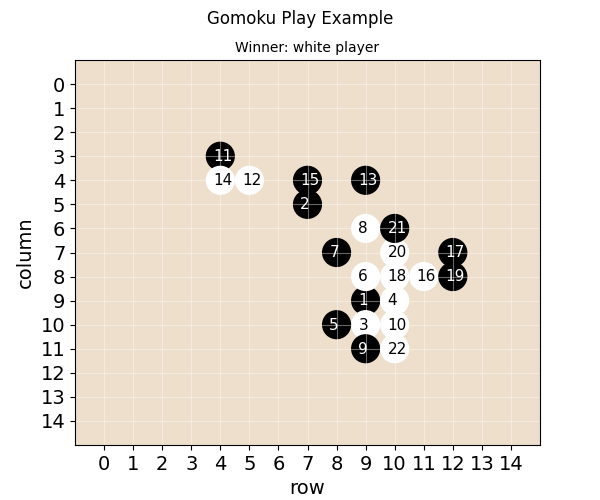 Gomoku Play Example
Winner: white player
0
1
2
3 11
4 14 12 15 13
5 2
6 8 21
7 7 20 17
8 6 18 16 19
9 1 4
10 5 3 10
11 9 22
12
13
14
column
0 1 2 3 4 5 6 7 8 9 10 11 12 13 14
row